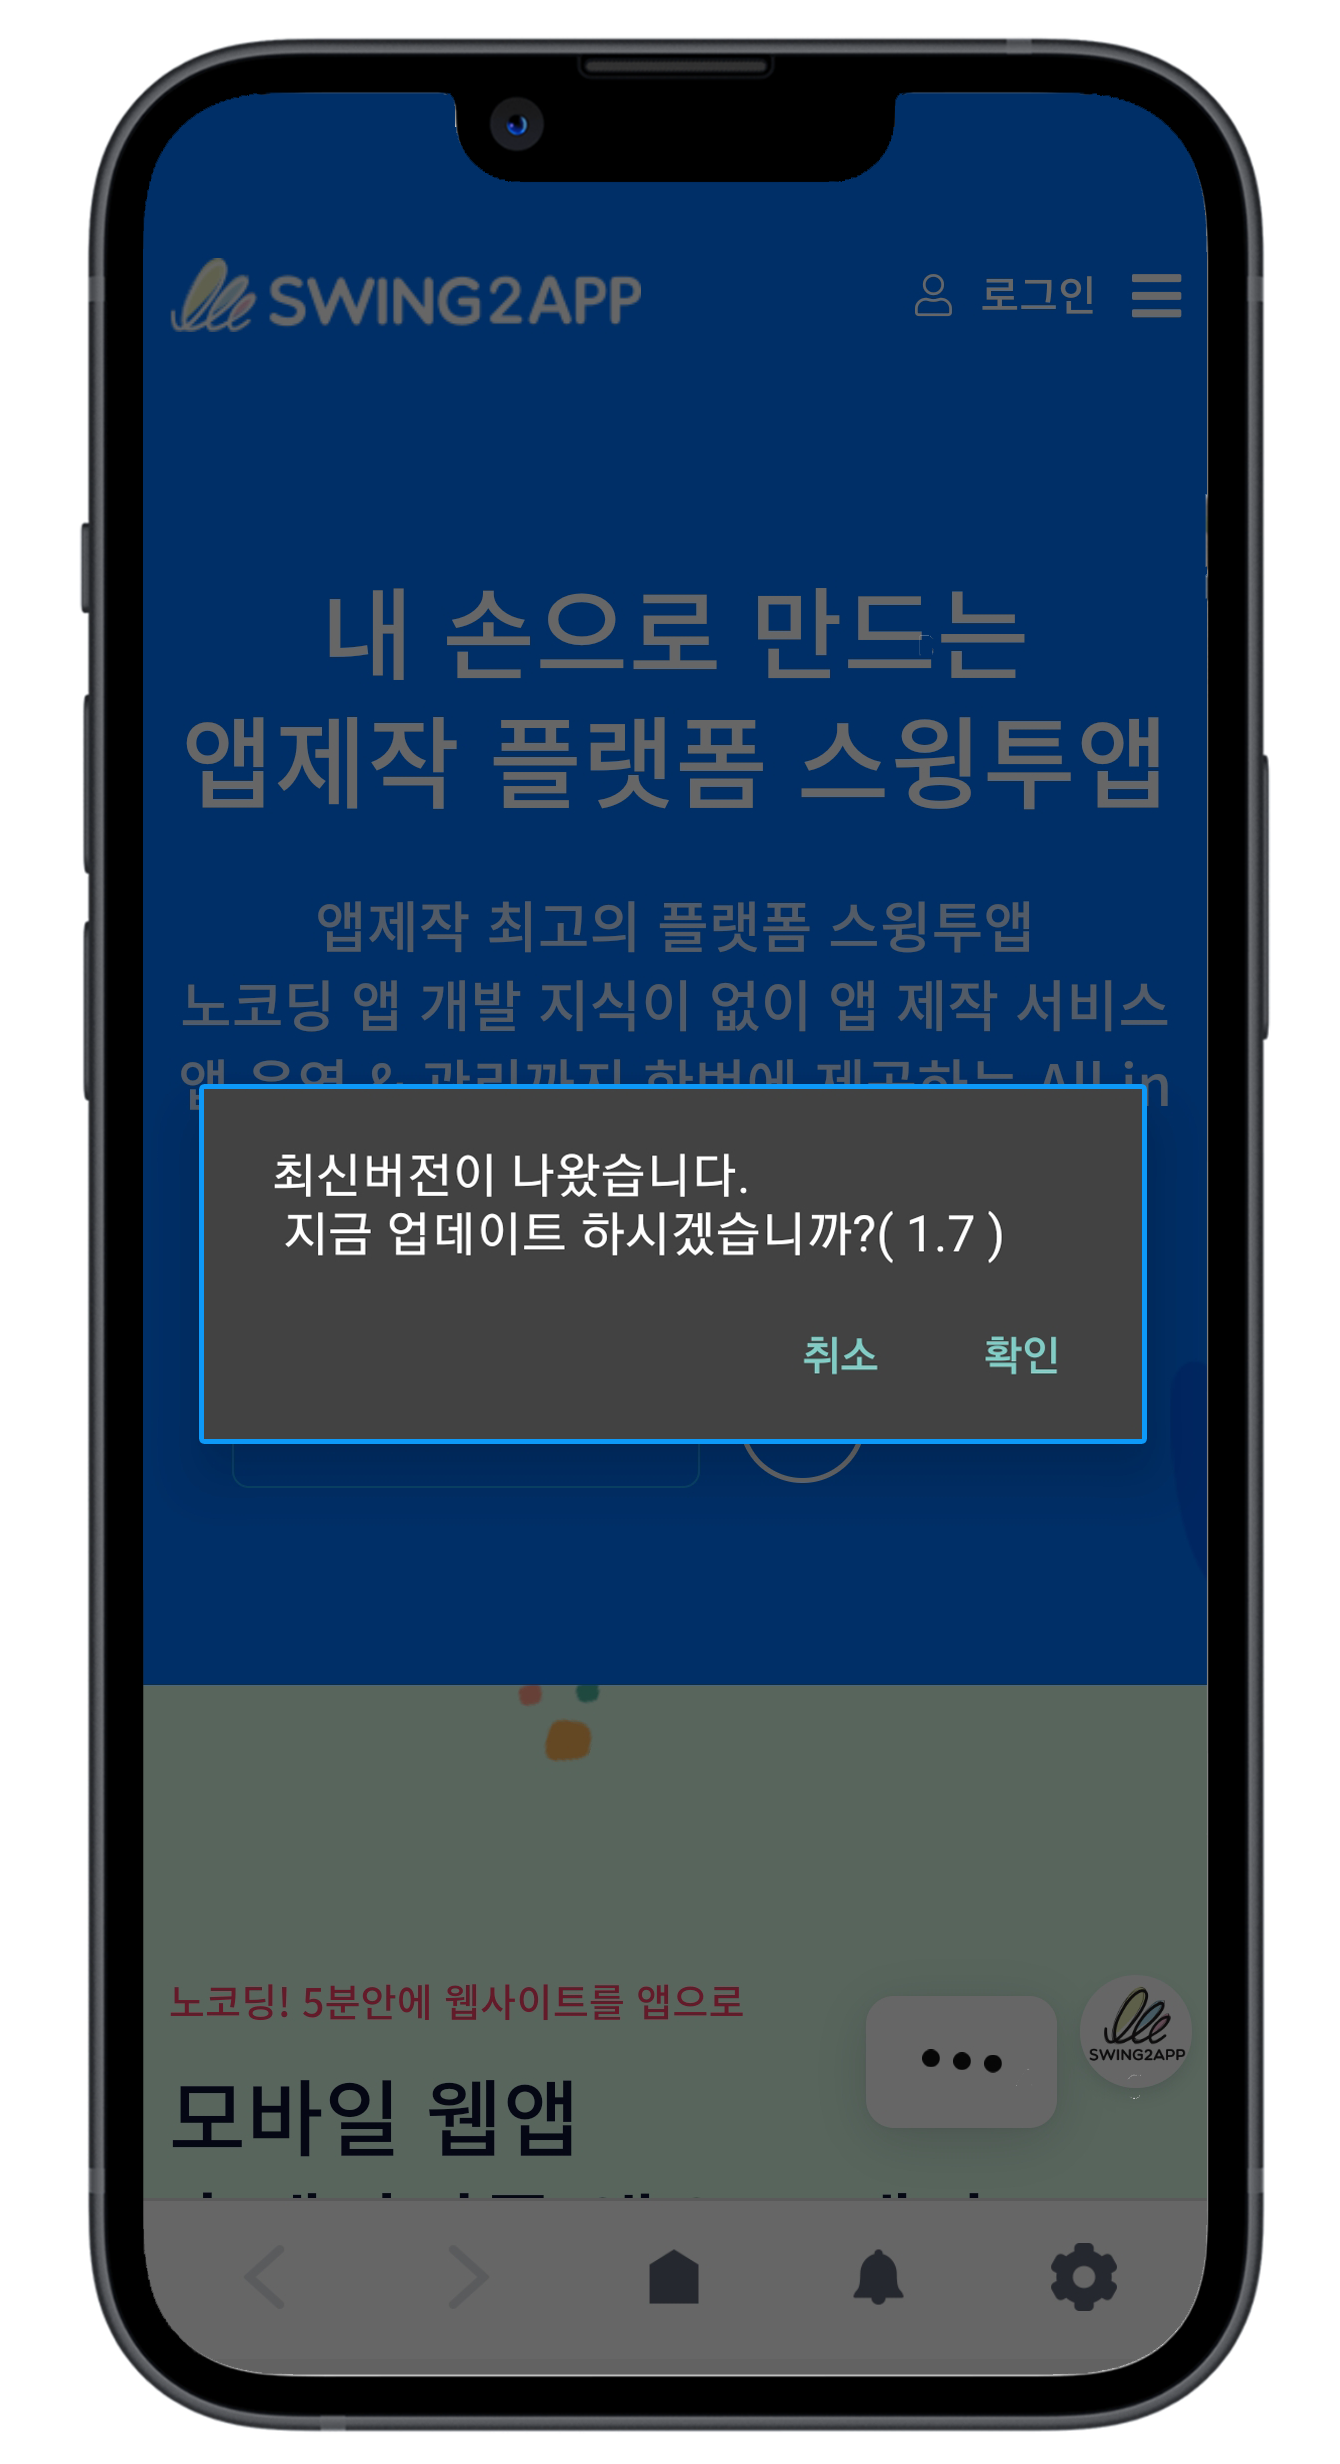 SWING2APP
로그인
내 손으로 만드는
앱제작 플랫폼 스윙투앱
앱제작 최고의 플랫폼 스윙투앱
노코딩 앱 개발 지식이 없이 앱 제작 서비스
앱 운영 & 관리까지 한번에 제공하는 All in
최신버전이 나왔습니다.
지금 업데이트 하시겠습니까?( 1.7 )
취소 확인
노코딩! 5분안에 웹사이트를 앱으로
SWING2APP
모바일 웹앱